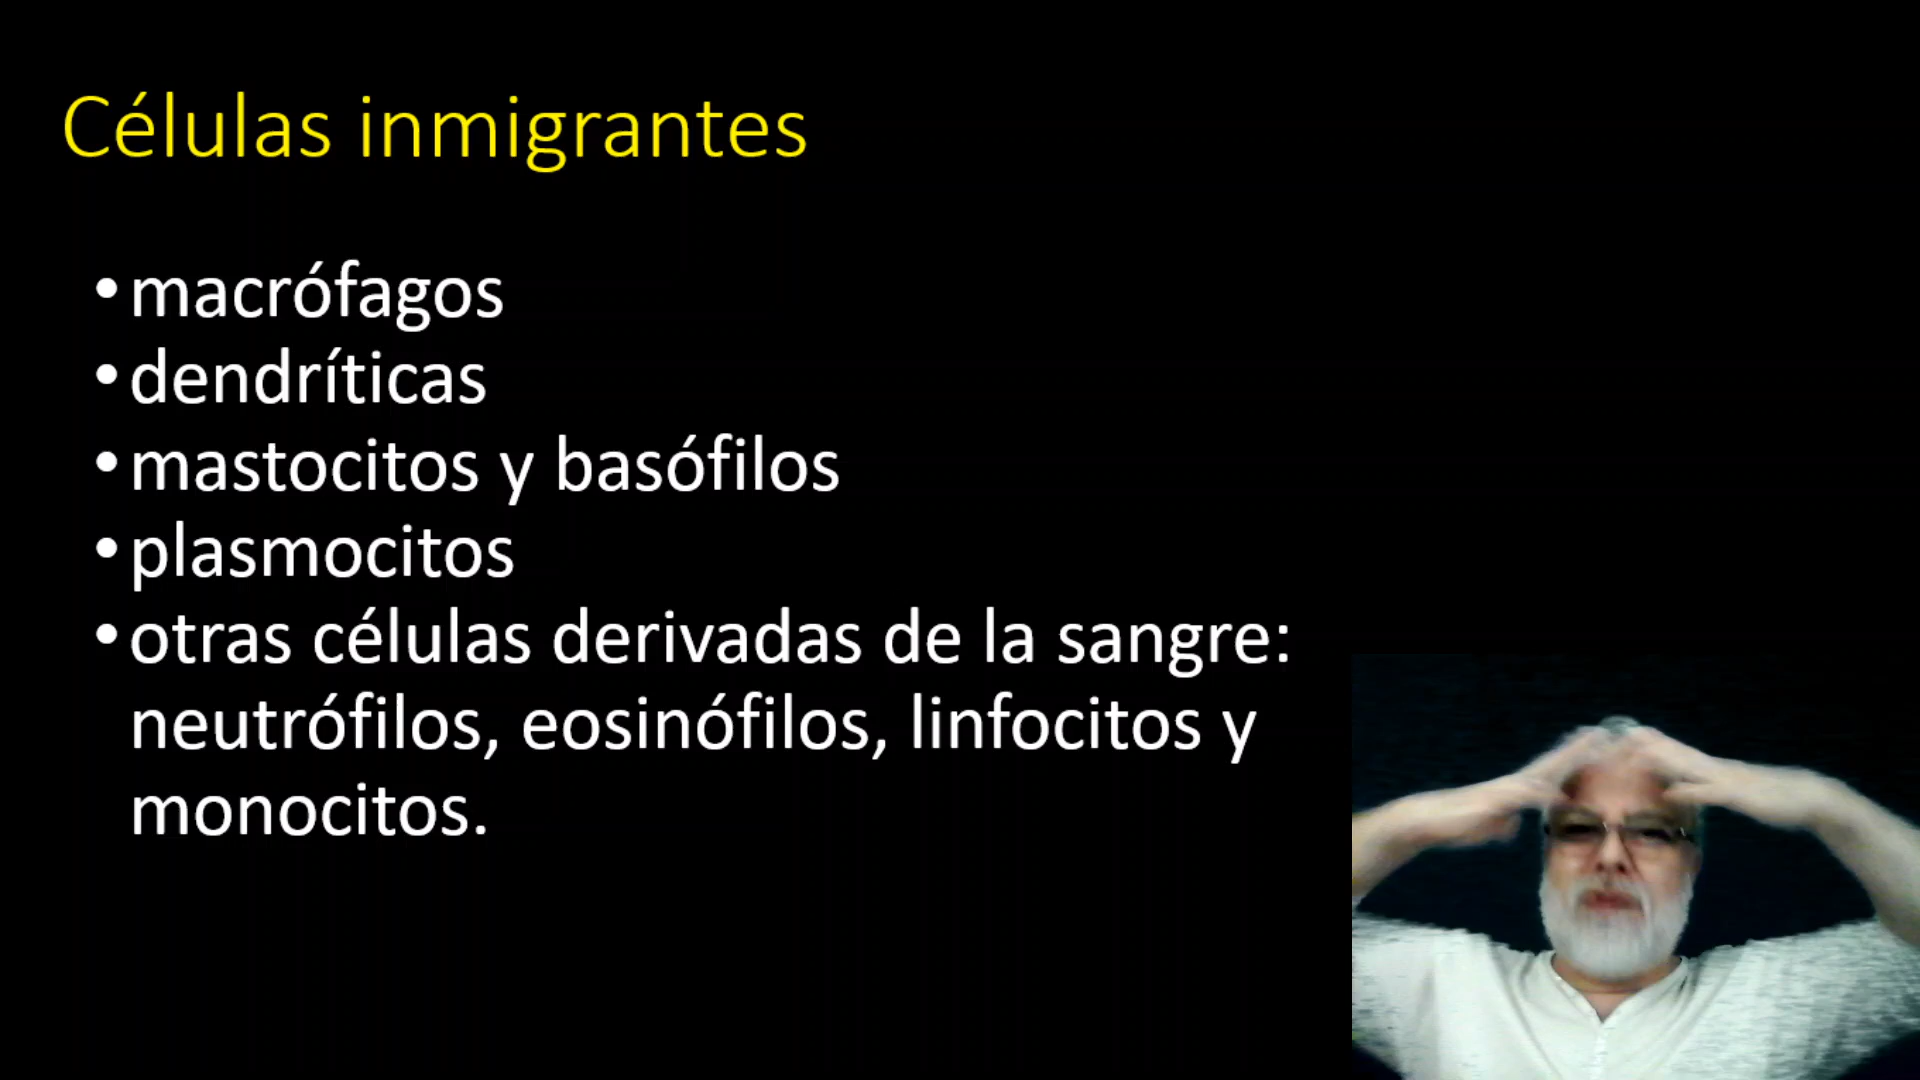 Células inmigrantes
•macrófagos
•dendríticas
•mastocitos y basófilos
•plasmocitos
•otras células derivadas de la sangre:
neutrófilos, eosinófilos, linfocitos y
monocitos.